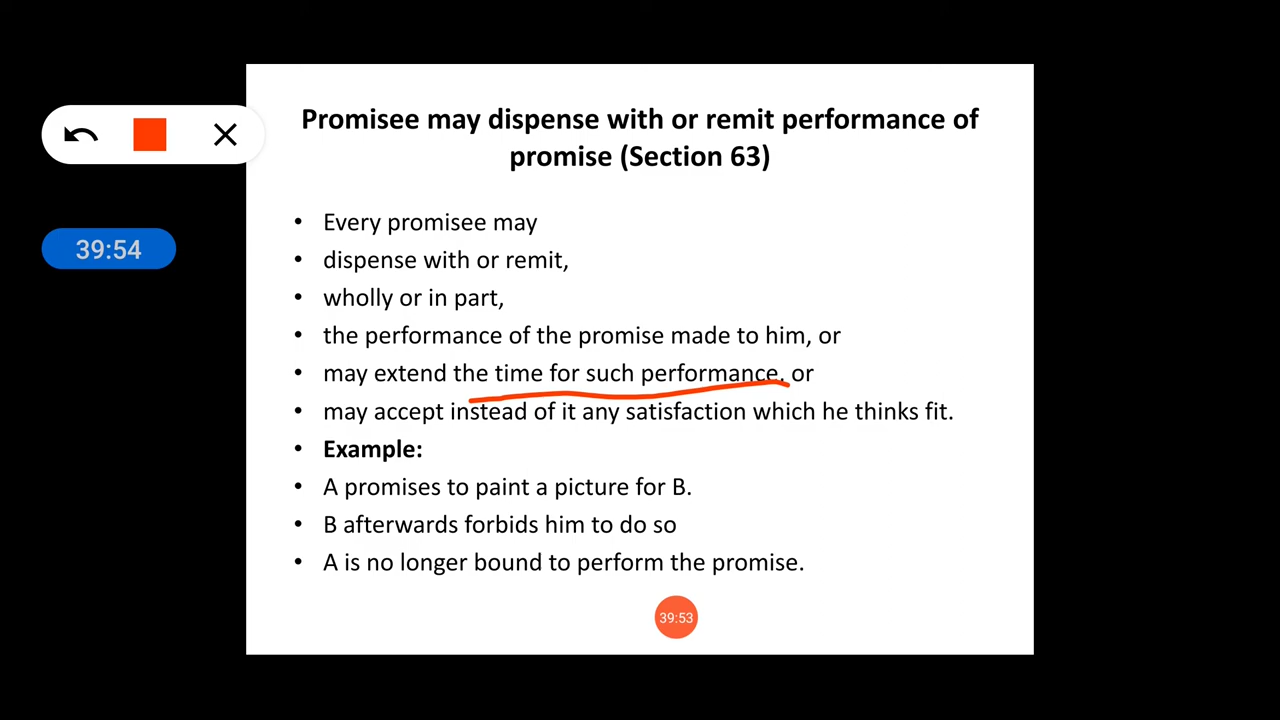 Promisee may dispense with or remit performance of
promise (Section 63)
39:54
• Every promisee may
• dispense with or remit,
• wholly or in part,
• the performance of the promise made to him, or
• may extend the time for such performance, or
• may accept instead of it any satisfaction which he thinks fit.
• Example:
• A promises to paint a picture for B.
• B afterwards forbids him to do so
• A is no longer bound to perform the promise.
39:53